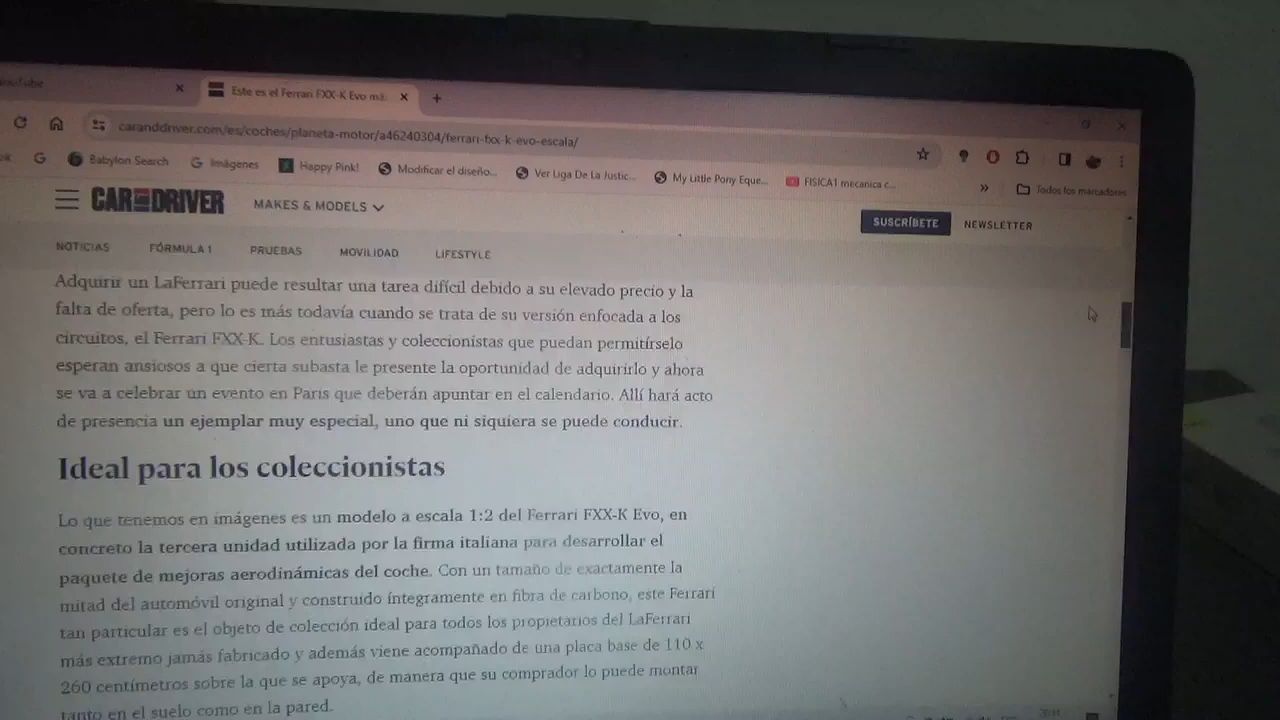 YouTube
Este es el Ferrari FXX-K Evo má
caranddriver.com/es/coches/planeta-motor/a46240304/ferrari-fxx-k-evo-escala/
Babylon Search
Imágenes
Happy Pink!
Modificar el diseño...
Ver Liga De La Justic...
My Little Pony Eque...
FISICA1 mecanica c...
»
Todos los marcadores
CAR AND DRIVER
MAKES & MODELS
SUSCRÍBETE
NEWSLETTER
NOTICIAS
FÓRMULA 1
PRUEBAS
MOVILIDAD
LIFESTYLE
Adquirir un LaFerrari puede resultar una tarea difícil debido a su elevado precio y la
falta de oferta, pero lo es más todavía cuando se trata de su versión enfocada a los
circuitos, el Ferrari FXX-K. Los entusiastas y coleccionistas que puedan permitírselo
esperan ansiosos a que cierta subasta le presente la oportunidad de adquirirlo y ahora
se va a celebrar un evento en París que deberán apuntar en el calendario. Allí hará acto
de presencia un ejemplar muy especial, uno que ni siquiera se puede conducir.
Ideal para los coleccionistas
Lo que tenemos en imágenes es un modelo a escala 1:2 del Ferrari FXX-K Evo, en
concreto la tercera unidad utilizada por la firma italiana para desarrollar el
paquete de mejoras aerodinámicas del coche. Con un tamaño de exactamente la
mitad del automóvil original y construido íntegramente en fibra de carbono, este Ferrari
tan particular es el objeto de colección ideal para todos los propietarios del LaFerrari
más extremo jamás fabricado y además viene acompañado de una placa base de 110 x
260 centímetros sobre la que se apoya, de manera que su comprador lo puede montar
tanto en el suelo como en la pared.